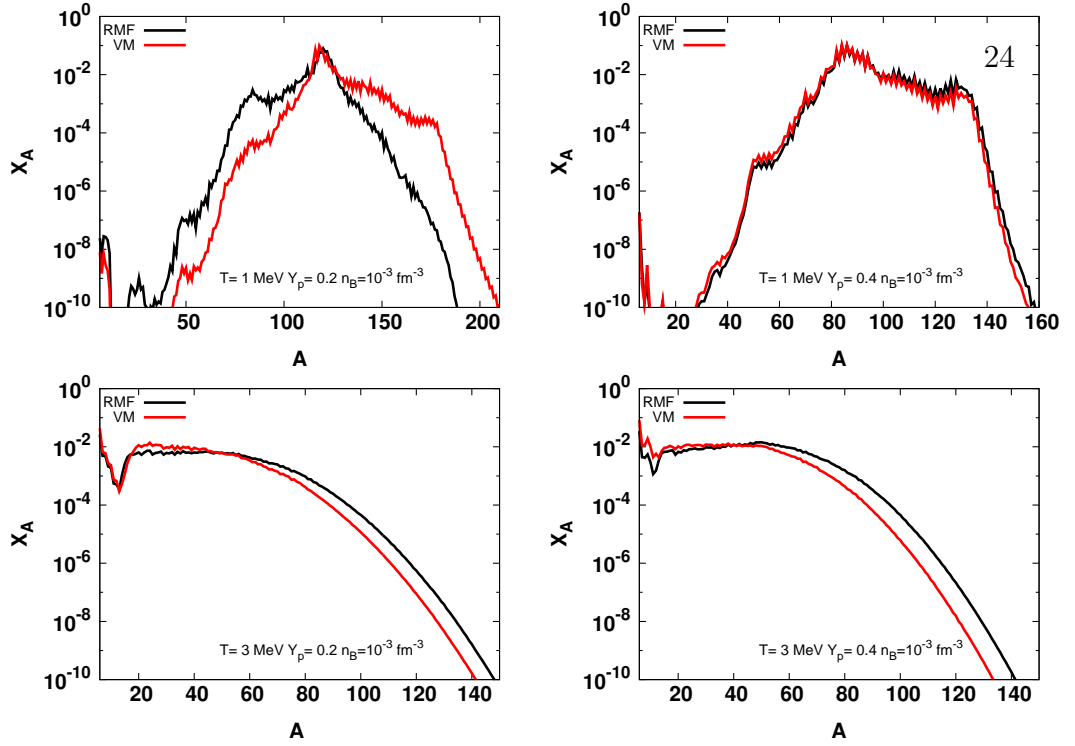 10^0
10^-2
10^-4
10^-6
10^-8
10^-10
X_A
RMF
VM
T= 1 MeV Y_p= 0.2 n_B=10^-3 fm^-3
50 100 150 200
A
10^0
10^-2
10^-4
10^-6
10^-8
10^-10
X_A
RMF
VM
24
T= 1 MeV Y_p= 0.4 n_B=10^-3 fm^-3
20 40 60 80 100 120 140 160
A
10^0
10^-2
10^-4
10^-6
10^-8
10^-10
X_A
RMF
VM
T= 3 MeV Y_p= 0.2 n_B=10^-3 fm^-3
20 40 60 80 100 120 140
A
10^0
10^-2
10^-4
10^-6
10^-8
10^-10
X_A
RMF
VM
T= 3 MeV Y_p= 0.4 n_B=10^-3 fm^-3
20 40 60 80 100 120 140
A